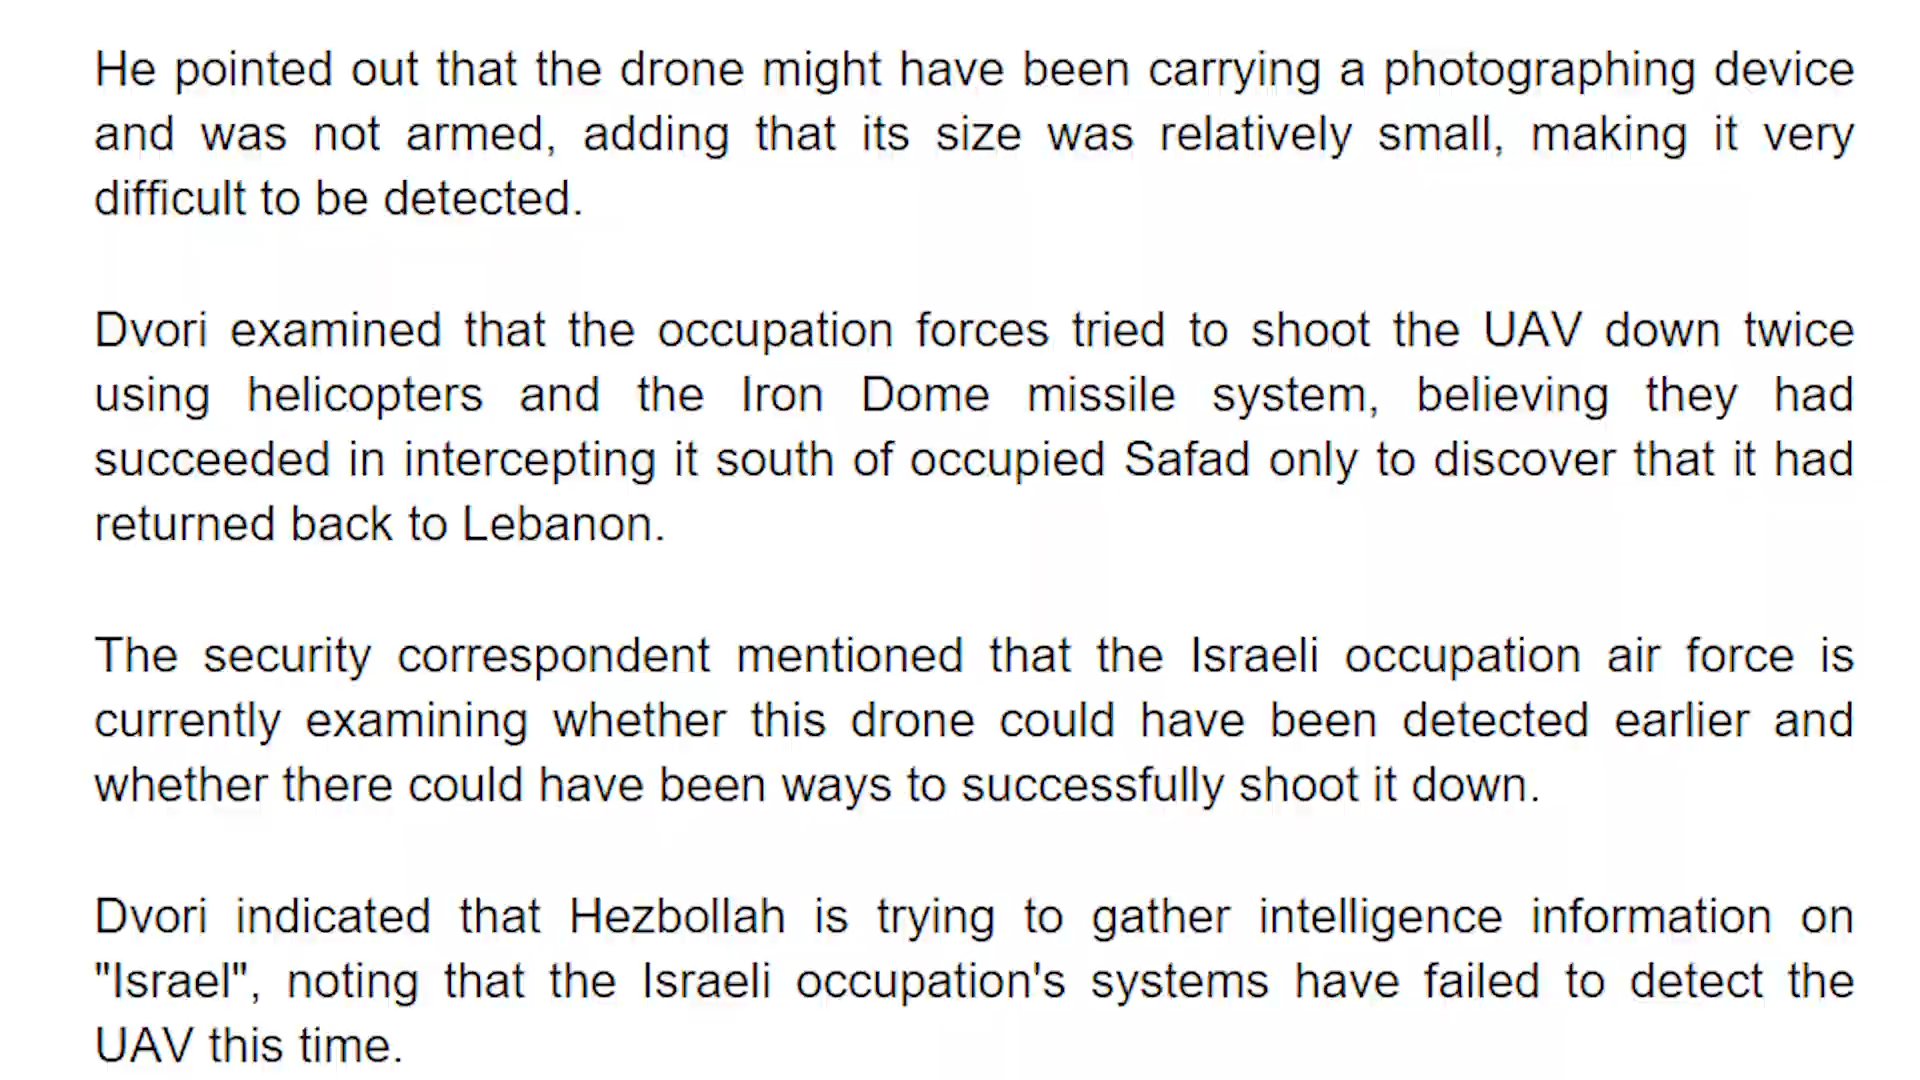 He pointed out that the drone might have been carrying a photographing device
and was not armed, adding that its size was relatively small, making it very
difficult to be detected.
Dvori examined that the occupation forces tried to shoot the UAV down twice
using helicopters and the Iron Dome missile system, believing they had
succeeded in intercepting it south of occupied Safad only to discover that it had
returned back to Lebanon.
The security correspondent mentioned that the Israeli occupation air force is
currently examining whether this drone could have been detected earlier and
whether there could have been ways to successfully shoot it down.
Dvori indicated that Hezbollah is trying to gather intelligence information on
"Israel", noting that the Israeli occupation's systems have failed to detect the
UAV this time.